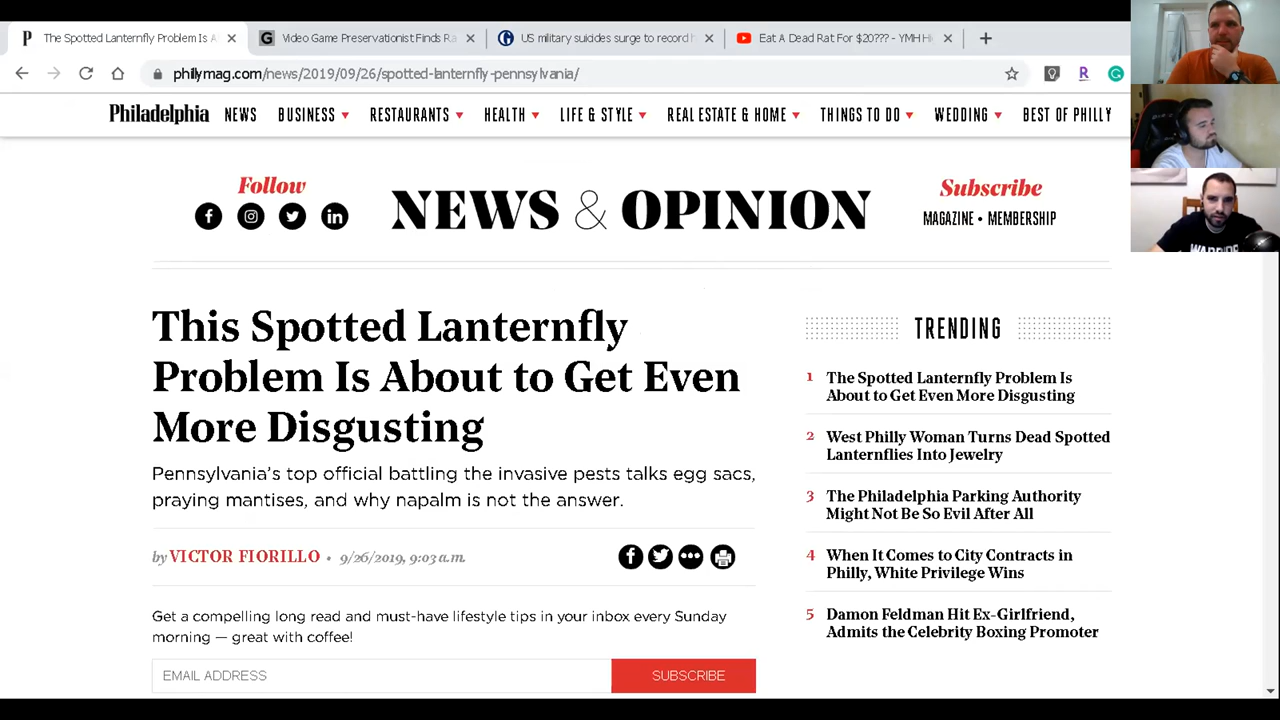 P The Spotted Lanternfly Problem Is A
G Video Game Preservationist Finds Ra
G US military suicides surge to record h
Eat A Dead Rat For $20??? - YMH Hi
phillymag.com/news/2019/09/26/spotted-lanternfly-pennsylvania/
R
G
Philadelphia NEWS BUSINESS RESTAURANTS HEALTH LIFE & STYLE REAL ESTATE & HOME THINGS TO DO WEDDING BEST OF PHILLY
Follow
NEWS & OPINION
Subscribe
MAGAZINE • MEMBERSHIP
This Spotted Lanternfly
Problem Is About to Get Even
More Disgusting
Pennsylvania's top official battling the invasive pests talks egg sacs,
praying mantises, and why napalm is not the answer.
by VICTOR FIORILLO • 9/26/2019, 9:03 a.m.
Get a compelling long read and must-have lifestyle tips in your inbox every Sunday
morning — great with coffee!
EMAIL ADDRESS
SUBSCRIBE
TRENDING
1 The Spotted Lanternfly Problem Is
About to Get Even More Disgusting
2 West Philly Woman Turns Dead Spotted
Lanternflies Into Jewelry
3 The Philadelphia Parking Authority
Might Not Be So Evil After All
4 When It Comes to City Contracts in
Philly, White Privilege Wins
5 Damon Feldman Hit Ex-Girlfriend,
Admits the Celebrity Boxing Promoter